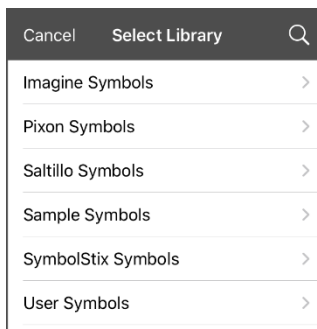 Cancel Select Library
Imagine Symbols
Pixon Symbols
Saltillo Symbols
Sample Symbols
SymbolStix Symbols
User Symbols